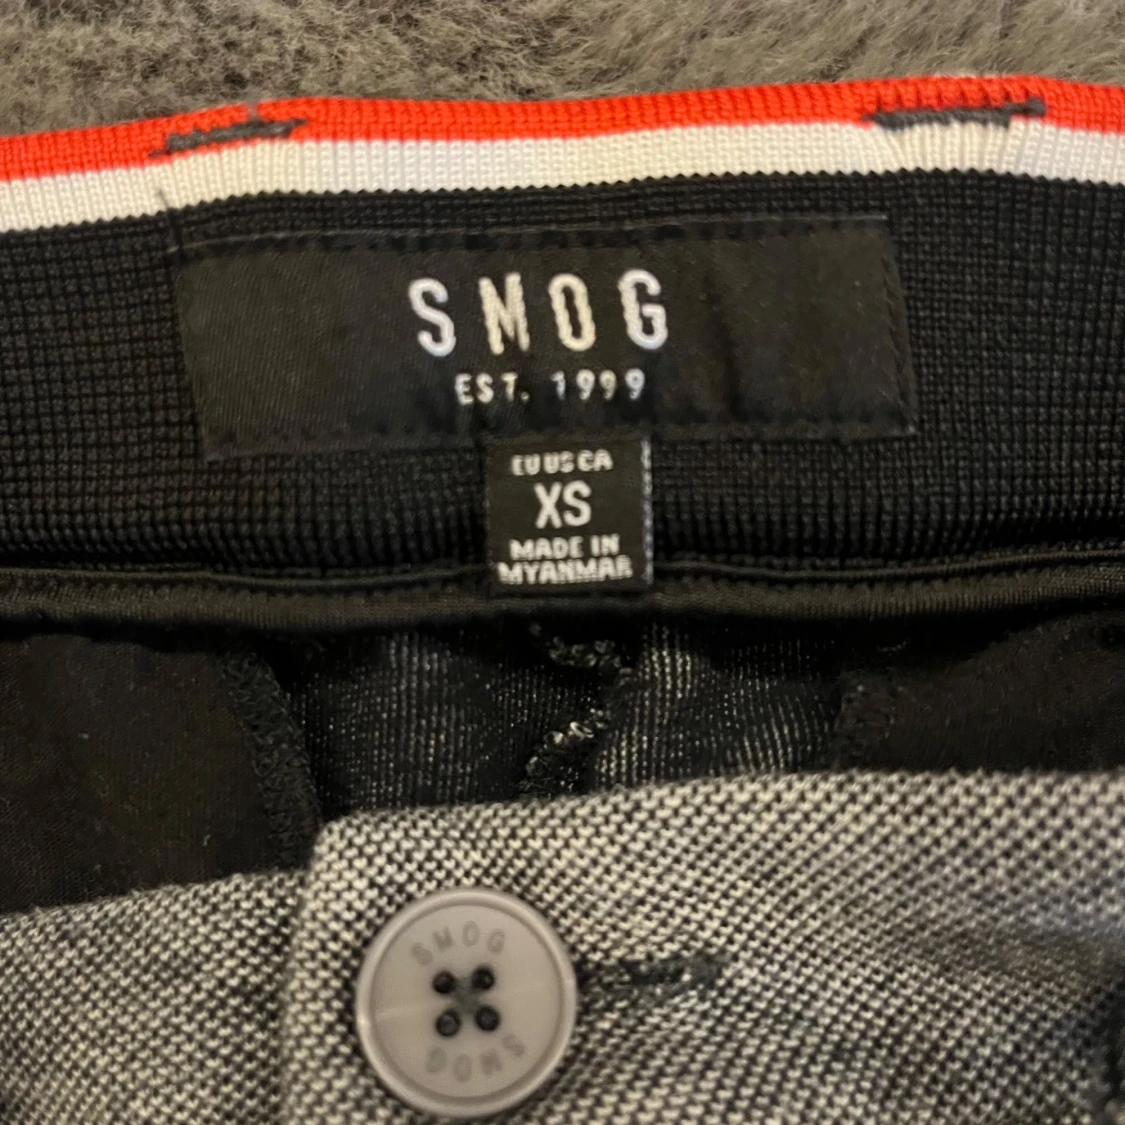 SMOG
EST. 1999
EU US CA
XS
MADE IN
MYANMAR
SMOG
SMOG